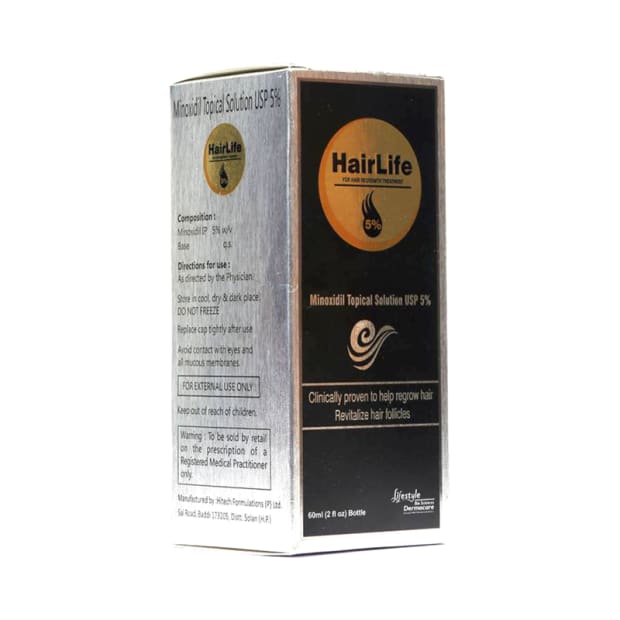 Minoxidil Topical Solution USP 5%
HairLife
5%
Composition :
Minoxidil IP 5% w/v
Base q.s.
Directions for use :
As directed by the Physician.
Store in cool, dry & dark place.
DO NOT FREEZE
Replace cap tightly after use
Avoid contact with eyes and
all mucous membranes.
FOR EXTERNAL USE ONLY
Keep out of reach of children.
Warning : To be sold by retail
on the prescription of a
Registered Medical Practitioner
only.
Manufactured by :Hitech Formulations (P) Ltd.
Sai Road, Baddi 173205, Distt. Solan (H.P.)
HairLife
FOR HAIR REGROWTH TREATMENT
5%
Minoxidil Topical Solution USP 5%
Clinically proven to help regrow hair
Revitalize hair follicles
Lifestyle
Bio Sciences
Dermacare
60ml (2 fl oz) Bottle